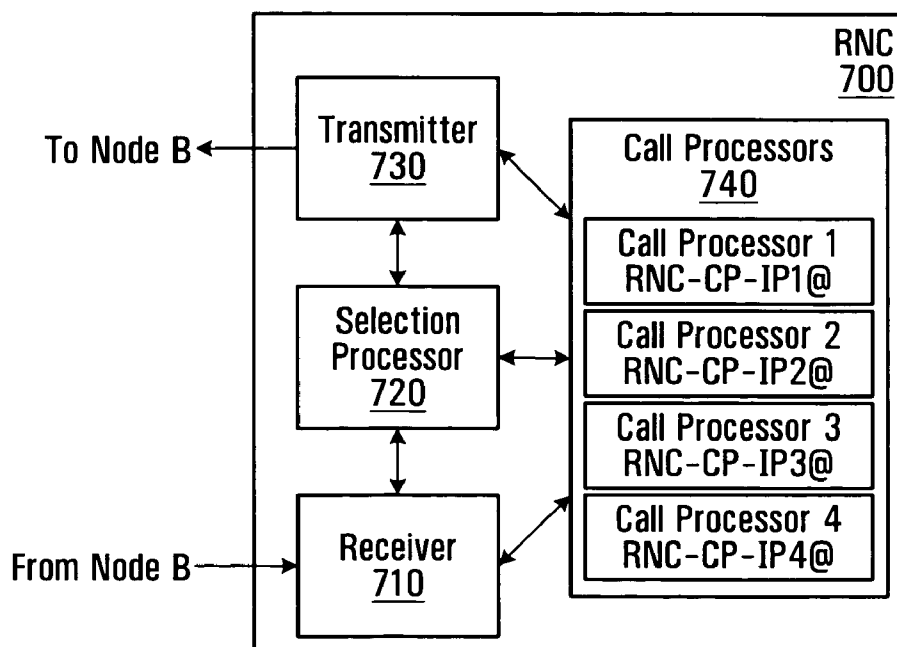 RNC
700
Transmitter
730
To Node B
Call Processors
740
Call Processor 1
RNC-CP-IP1@
Selection
Processor
720
Call Processor 2
RNC-CP-IP2@
Call Processor 3
RNC-CP-IP3@
Call Processor 4
RNC-CP-IP4@
Receiver
710
From Node B